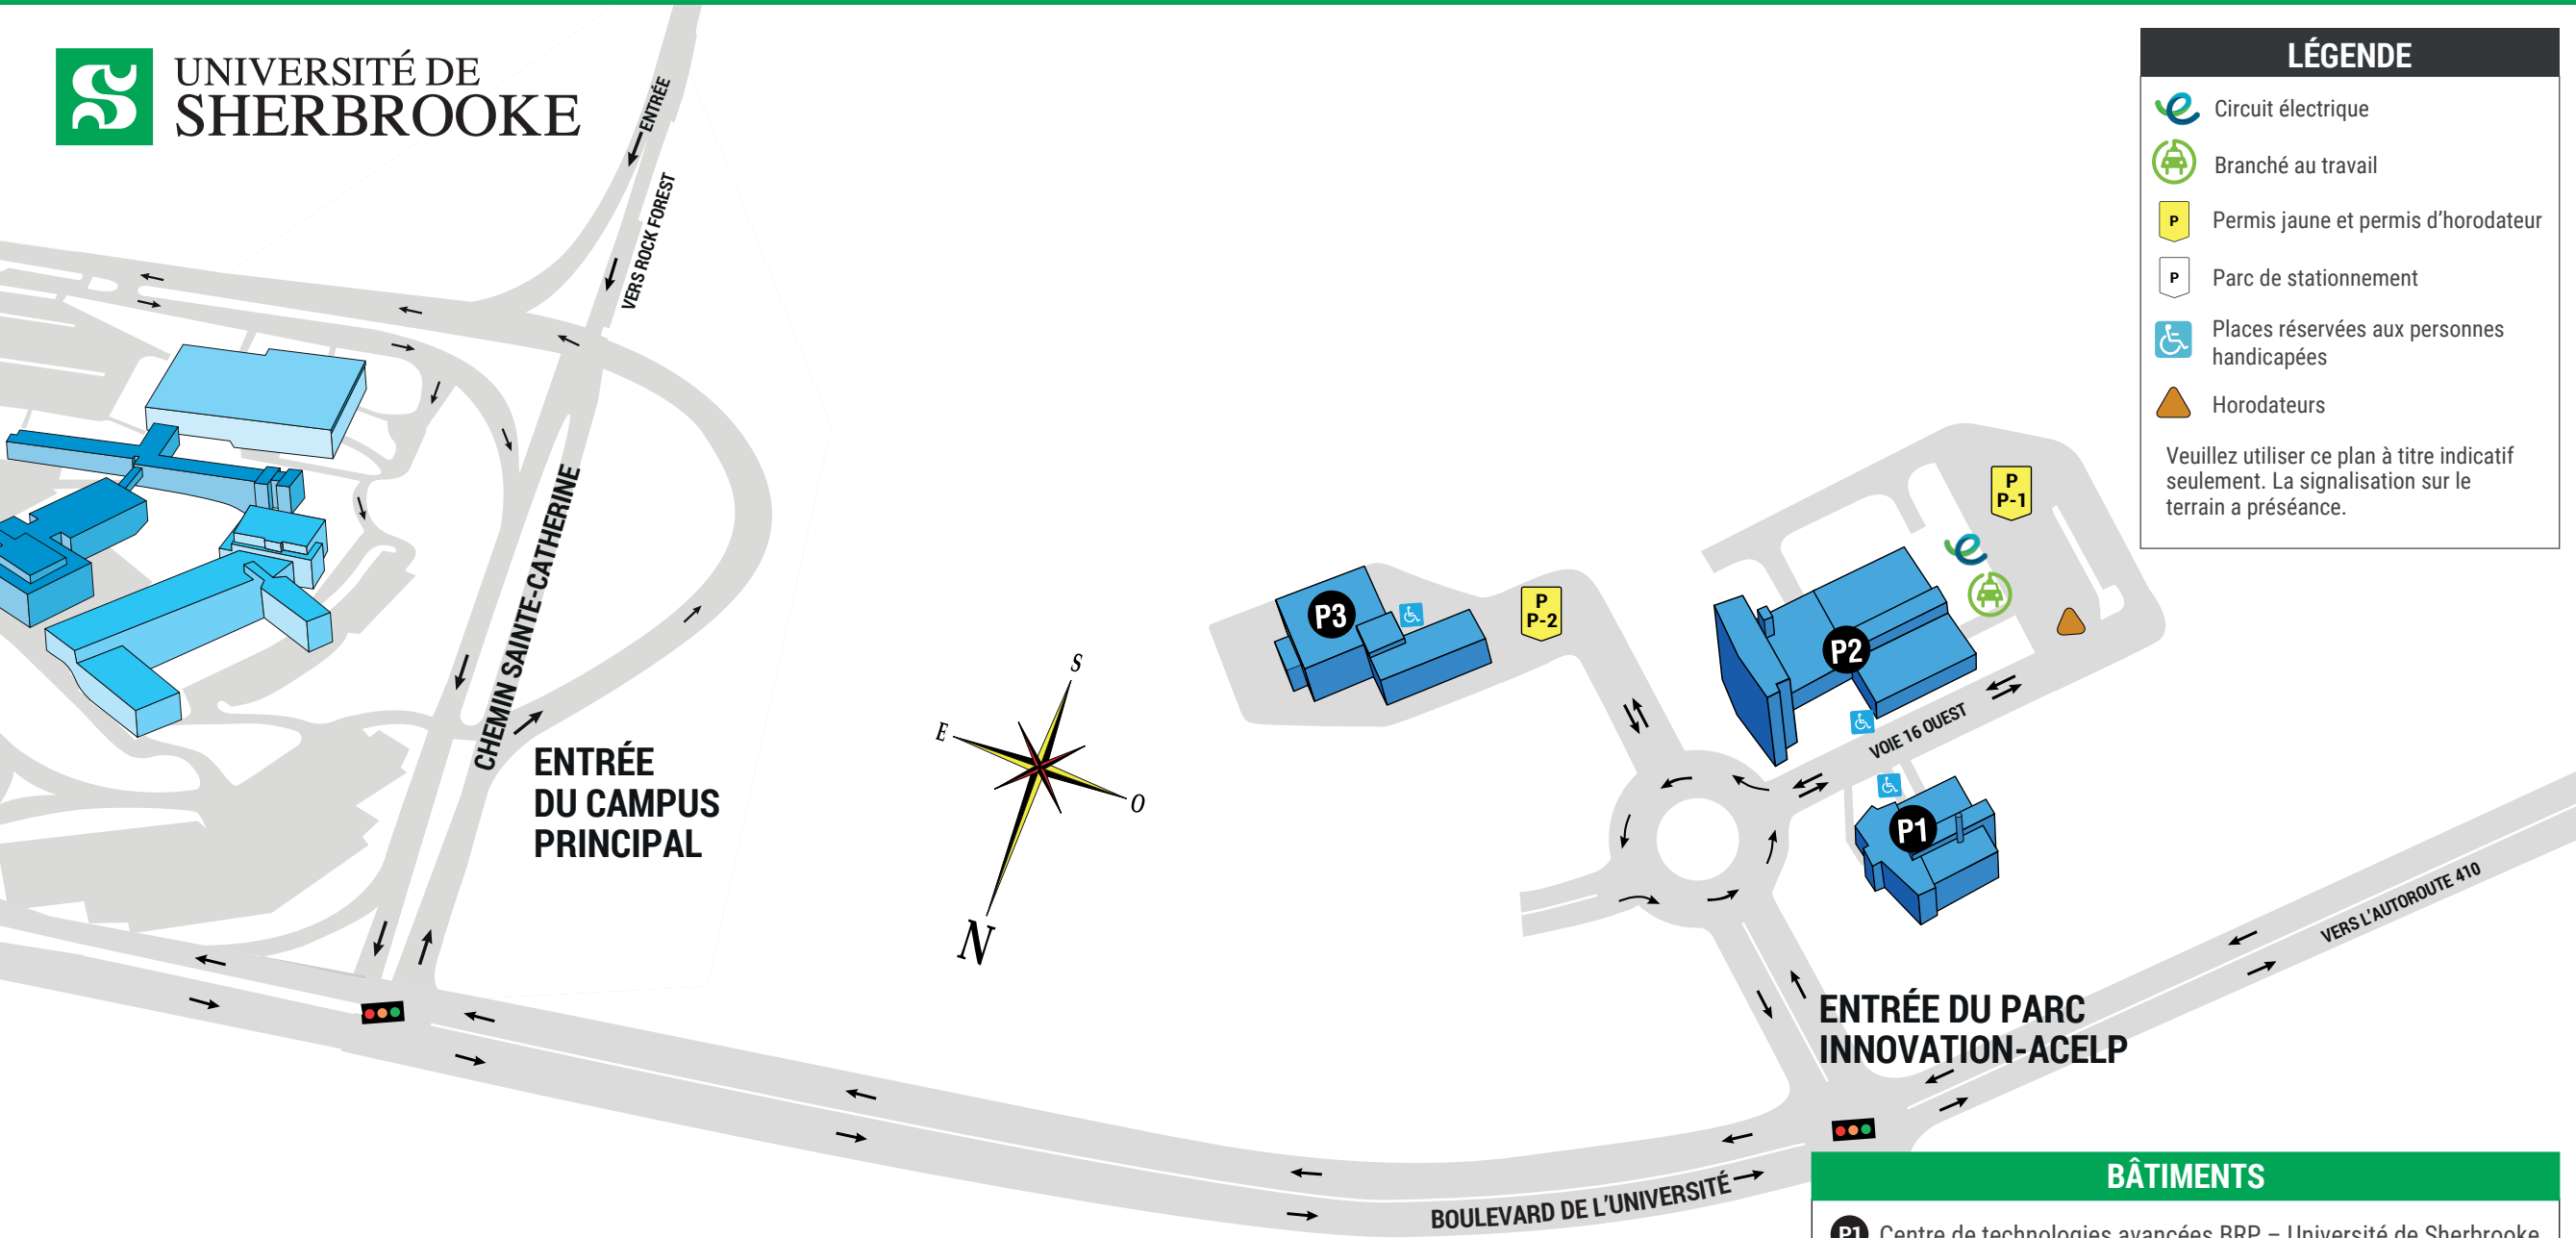 UNIVERSITÉ DE
SHERBROOKE
ENTRÉE
VERS ROCK FOREST
CHEMIN SAINTE-CATHERINE
ENTRÉE
DU CAMPUS
PRINCIPAL
S
E
O
N
P3
P
P-2
P2
P
P-1
VOIE 16 OUEST
P1
VERS L'AUTOROUTE 410
ENTRÉE DU PARC
INNOVATION-ACELP
BOULEVARD DE L'UNIVERSITÉ
LÉGENDE
Circuit électrique
Branché au travail
P Permis jaune et permis d'horodateur
P Parc de stationnement
Places réservées aux personnes
handicapées
Horodateurs
Veuillez utiliser ce plan à titre indicatif
seulement. La signalisation sur le
terrain a préséance.
BÂTIMENTS
P1 Centre de technologies avancées BRP – Université de Sherbrooke